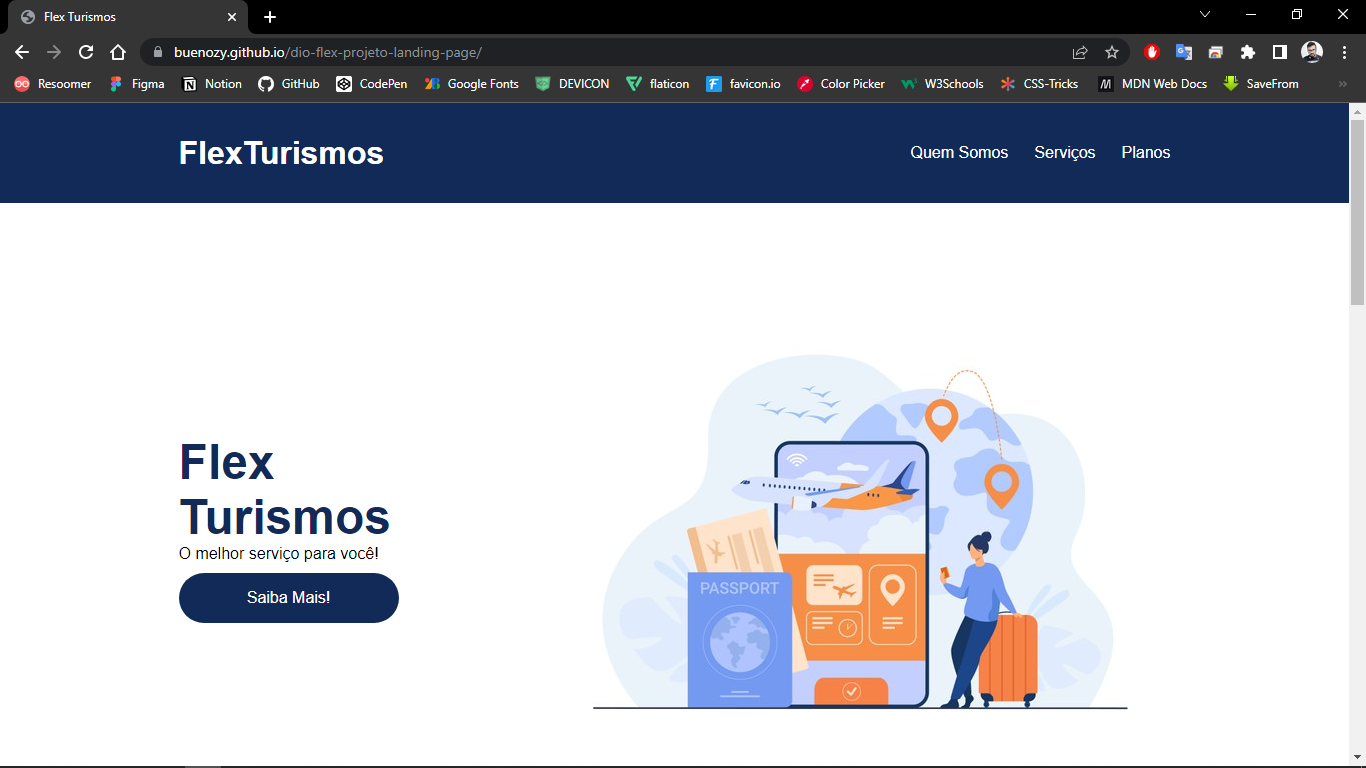 Flex Turismos
buenozy.github.io/dio-flex-projeto-landing-page/
Resoomer Figma Notion GitHub CodePen Google Fonts DEVICON flaticon favicon.io Color Picker W3Schools CSS-Tricks MDN Web Docs SaveFrom
FlexTurismos Quem Somos Serviços Planos
Flex
Turismos
O melhor serviço para você!
Saiba Mais!
PASSPORT